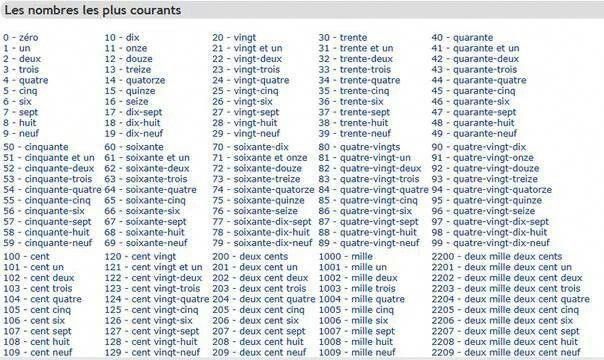 Les nombres les plus courants
0 - zéro 10 - dix 20 - vingt 30 - trente 40 - quarante
1 - un 11 - onze 21 - vingt et un 31 - trente et un 41 - quarante et un
2 - deux 12 - douze 22 - vingt-deux 32 - trente-deux 42 - quarante-deux
3 - trois 13 - treize 23 - vingt-trois 33 - trente-trois 43 - quarante-trois
4 - quatre 14 - quatorze 24 - vingt-quatre 34 - trente-quatre 44 - quarante-quatre
5 - cinq 15 - quinze 25 - vingt-cinq 35 - trente-cinq 45 - quarante-cinq
6 - six 16 - seize 26 - vingt-six 36 - trente-six 46 - quarante-six
7 - sept 17 - dix-sept 27 - vingt-deux 37 - trente-sept 47 - quarante-sept
8 - huit 18 - dix-huit 28 - vingt-huit 38 - trente-huit 48 - quarante-huit
9 - neuf 19 - dix-neuf 29 - vingt-neuf 39 - trente-neuf 49 - quarante-neuf
50 - cinquante 60 - soixante 70 - soixante-dix 80 - quatre-vingts 90 - quatre-vingt-dix
51 - cinquante et un 61 - soixante et un 71 - soixante et onze 81 - quatre-vingt-un 91 - quatre-vingt-onze
52 - cinquante-deux 62 - soixante-deux 72 - soixante-douze 82 - quatre-vingt-deux 92 - quatre-vingt-douze
53 - cinquante-trois 63 - soixante-trois 73 - soixante-treize 83 - quatre-vingt-trois 93 - quatre-vingt-treize
54 - cinquante-quatre 64 - soixante-quatre 74 - soixante-quatorze 84 - quatre-vingt-quatre 94 - quatre-vingt-quatorze
55 - cinquante-cinq 65 - soixante-cinq 75 - soixante-quinze 85 - quatre-vingt-cinq 95 - quatre-vingt-quinze
56 - cinquante-six 66 - soixante-six 76 - soixante-seize 86 - quatre-vingt-six 96 - quatre-vingt-seize
57 - cinquante-sept 67 - soixante-sept 77 - soixante-dix-sept 87 - quatre-vingt-sept 97 - quatre-vingt-dix-sept
58 - cinquante-huit 68 - soixante-huit 78 - soixante-dix-huit 88 - quatre-vingt-huit 98 - quatre-vingt-dix-huit
59 - cinquante-neuf 69 - soixante-neuf 79 - soixante-dix-neuf 89 - quatre-vingt-neuf 99 - quatre-vingt-dix-neuf
100 - cent 120 - cent vingt 200 - deux cents 1000 - mille 2200 - deux mille deux cents
101 - cent un 121 - cent vingt et un 201 - deux cent un 1001 - mille un 2201 - deux mille deux cent un
102 - cent deux 122 - cent vingt-deux 202 - deux cent deux 1002 - mille deux 2202 - deux mille deux cent deux
103 - cent trois 123 - cent vingt-trois 203 - deux cent trois 1003 - mille trois 2203 - deux mille deux cent trois
104 - cent quatre 124 - cent vingt-quatre 204 - deux cent quatre 1004 - mille quatre 2204 - deux mille deux cent quatre
105 - cent cinq 125 - cent vingt-cinq 205 - deux cent cinq 1005 - mille cinq 2205 - deux mille deux cent cinq
106 - cent six 126 - cent vingt-six 206 - deux cent six 1006 - mille six 2206 - deux mille deux cent six
107 - cent sept 127 - cent vingt-sept 207 - deux cent sept 1007 - mille sept 2207 - deux mille deux cent sept
108 - cent huit 128 - cent vingt-huit 208 - deux cent huit 1008 - mille huit 2208 - deux mille deux cent huit
109 - cent neuf 129 - cent vingt-neuf 209 - deux cent neuf 1009 - mille neuf 2209 - deux mille deux cent neuf